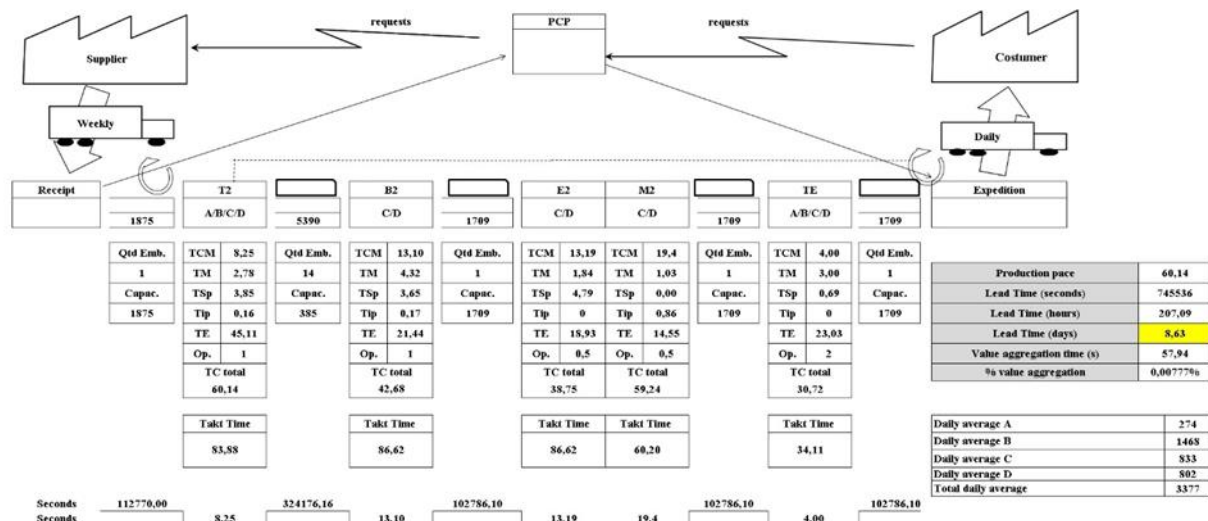 requests
PCP
requests
Supplier
Costumer
Weekly
Daily
Receipt
T2
B2
E2
M2
TE
Expedition
1875
A/B/C/D
5390
C/D
1709
C/D
C/D
1709
A/B/C/D
1709
Qtd Emb. TCM 8,25 Qtd Emb. TCM 13,10 Qtd Emb. TCM 13,19 TCM 19,4 Qtd Emb. TCM 4,00 Qtd Emb.
1 TM 2,78 14 TM 4,32 1 TM 1,84 TM 1,03 1 TM 3,00 1
Capac. TSp 3,85 Capac. TSp 3,65 Capac. TSp 4,79 TSp 0,00 Capac. TSp 0,69 Capac.
1875 Tip 0,16 385 Tip 0,17 1709 Tip 0 Tip 0,86 1709 Tip 0 1709
TE 45,11 TE 21,44 TE 18,93 TE 14,55 TE 23,03
Op. 1 Op. 1 Op. 0,5 Op. 0,5 Op. 2
TC total TC total TC total TC total TC total
60,14 42,68 38,75 59,24 30,72
Takt Time Takt Time Takt Time Takt Time Takt Time
83,88 86,62 86,62 60,20 34,11
Production pace 60,14
Lead Time (seconds) 745536
Lead Time (hours) 207,09
Lead Time (days) 8,63
Value aggregation time (s) 57,94
% value aggregation 0,00777%
Daily average A 274
Daily average B 1468
Daily average C 833
Daily average D 802
Total daily average 3377
Seconds 112770,00 324176,16 102786,10 102786,10 102786,10
Seconds 8,25 13,10 13,19 19,4 4,00